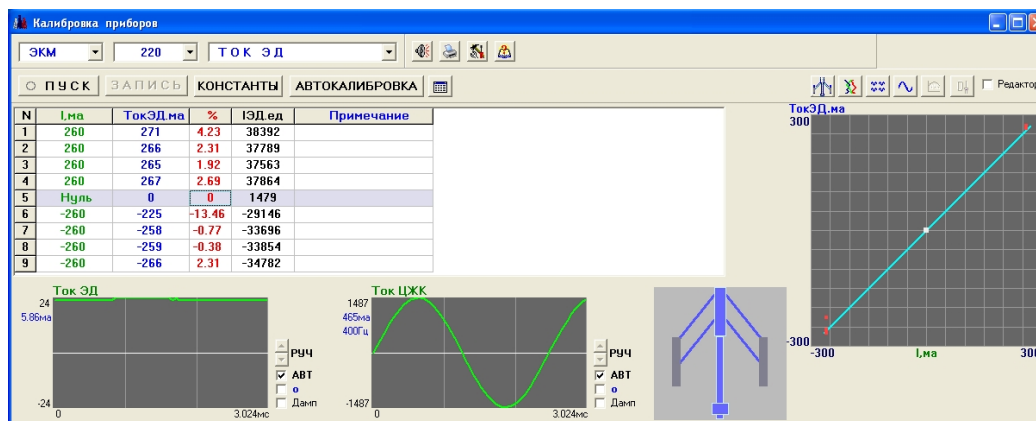 Калибровка приборов
ЭКМ 220 ТОК ЭД
ПУСК ЗАПИСЬ КОНСТАНТЫ АВТОКАЛИБРОВКА Редактор
N I,ма ТокЭД.ма % IЭД.ед Примечание
1 260 271 4.23 38392
2 260 266 2.31 37789
3 260 265 1.92 37563
4 260 267 2.69 37864
5 Нуль 0 0 1479
6 -260 -225 -13.46 -29146
7 -260 -258 -0.77 -33696
8 -260 -259 -0.38 -33854
9 -260 -266 2.31 -34782
ТокЭД.ма
300
-300
-300 I,ма 300
Ток ЭД
24
5.86ма
-24
0 3.024мс
РУЧ
АВТ
о
Дамп
Ток ЦЖК
1487
465ма
400Гц
-1487
0 3.024мс
РУЧ
АВТ
о
Дамп